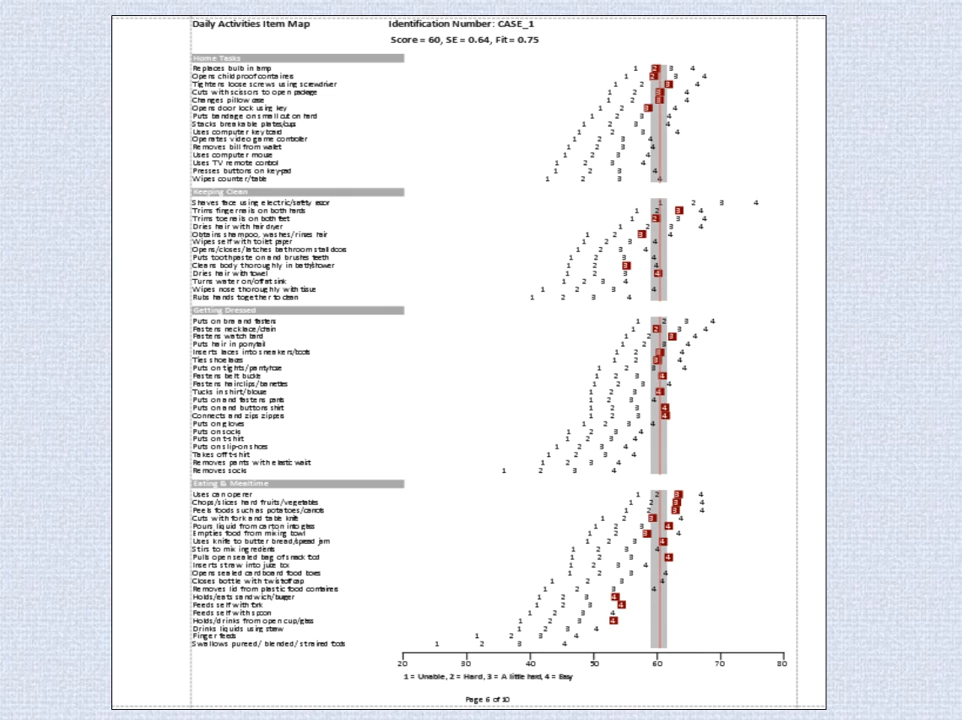 Daily Activities Item Map
Identification Number: CASE_1
Score = 60, SE = 0.64, Fit = 0.75
Home Tasks
Replaces bulb in lamp
Opens childproof containers
Tightens loose screws using screwdriver
Cuts with scissors to open package
Changes pillow case
Opens door lock using key
Puts bandage on small cut on hand
Stacks breakable plates/cups
Uses computer keyboard
Operates video game controller
Removes bill from wallet
Uses computer mouse
Uses TV remote control
Presses buttons on key-pad
Wipes counter/table
Keeping Clean
Shaves face using electric/safety razor
Trims fingernails on both hands
Trims toenails on both feet
Dries hair with hair dryer
Obtains shampoo, washes/rinses hair
Wipes self with toilet paper
Opens/closes/latches bathroom stall doors
Puts toothpaste on and brushes teeth
Cleans body thoroughly in bath/shower
Dries hair with towel
Turns water on/off at sink
Wipes nose thoroughly with tissue
Rubs hands together to clean
Getting Dressed
Puts on bra and fastens
Fastens necklace/chain
Fastens watch band
Puts hair in ponytail
Inserts laces into sneakers/boots
Ties shoelaces
Puts on tights/pantyhose
Fastens belt buckle
Fastens hairclips/barrettes
Tucks in shirt/blouse
Puts on and fastens pants
Puts on and buttons shirt
Connects and zips zippers
Puts on gloves
Puts on socks
Puts on t-shirt
Puts on slip-on shoes
Takes off t-shirt
Removes pants with elastic waist
Removes socks
Eating & Mealtime
Uses can opener
Chops/slices hard fruits/vegetables
Peels foods such as potatoes/carrots
Cuts with fork and table knife
Pours liquid from carton into glass
Empties food from mixing bowl
Uses knife to butter bread/spread jam
Stirs to mix ingredients
Pulls open sealed bag of snack food
Inserts straw into juice box
Opens sealed cardboard food boxes
Closes bottle with twist off cap
Removes lid from plastic food containers
Holds/eats sandwich/burger
Feeds self with fork
Feeds self with spoon
Holds/drinks from open cup/glass
Drinks liquids using straw
Finger feeds
Swallows pureed/ blended/ strained foods
20 30 40 50 60 70 80
1 = Unable, 2 = Hard, 3 = A little hard, 4 = Easy
Page 6 of 10